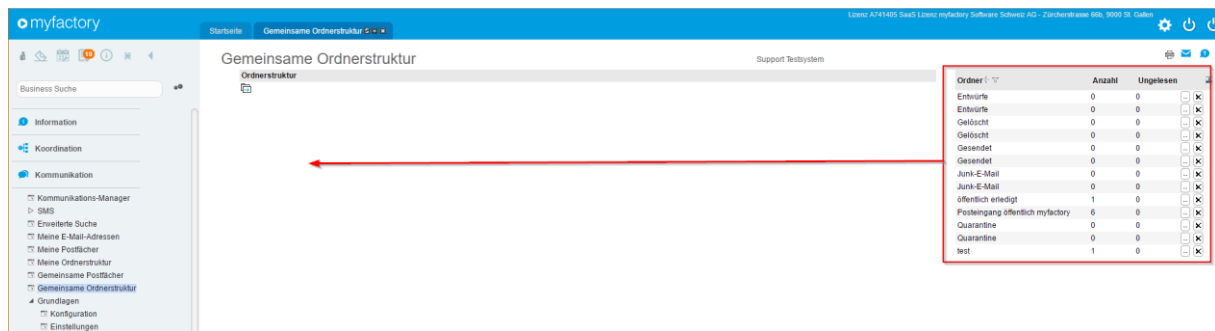 Lizenz A741405 SaaS Lizenz myfactory Software Schweiz AG - Zürcherstrasse 66b, 9000 St. Gallen
myfactory
Startseite
Gemeinsame Ordnerstruktur
Gemeinsame Ordnerstruktur
Support Testsystem
Ordnerstruktur
Business Suche
Information
Koordination
Kommunikation
Kommunikations-Manager
SMS
Erweiterte Suche
Meine E-Mail-Adressen
Meine Postfächer
Meine Ordnerstruktur
Gemeinsame Postfächer
Gemeinsame Ordnerstruktur
Grundlagen
Konfiguration
Einstellungen
Ordner Anzahl Ungelesen
Entwürfe 0 0 ...
Entwürfe 0 0 ...
Gelöscht 0 0 ...
Gelöscht 0 0 ...
Gesendet 0 0 ...
Gesendet 0 0 ...
Junk-E-Mail 0 0 ...
Junk-E-Mail 0 0 ...
öffentlich erledigt 1 0 ...
Posteingang öffentlich myfactory 6 0 ...
Quarantine 0 0 ...
Quarantine 0 0 ...
test 1 0 ...